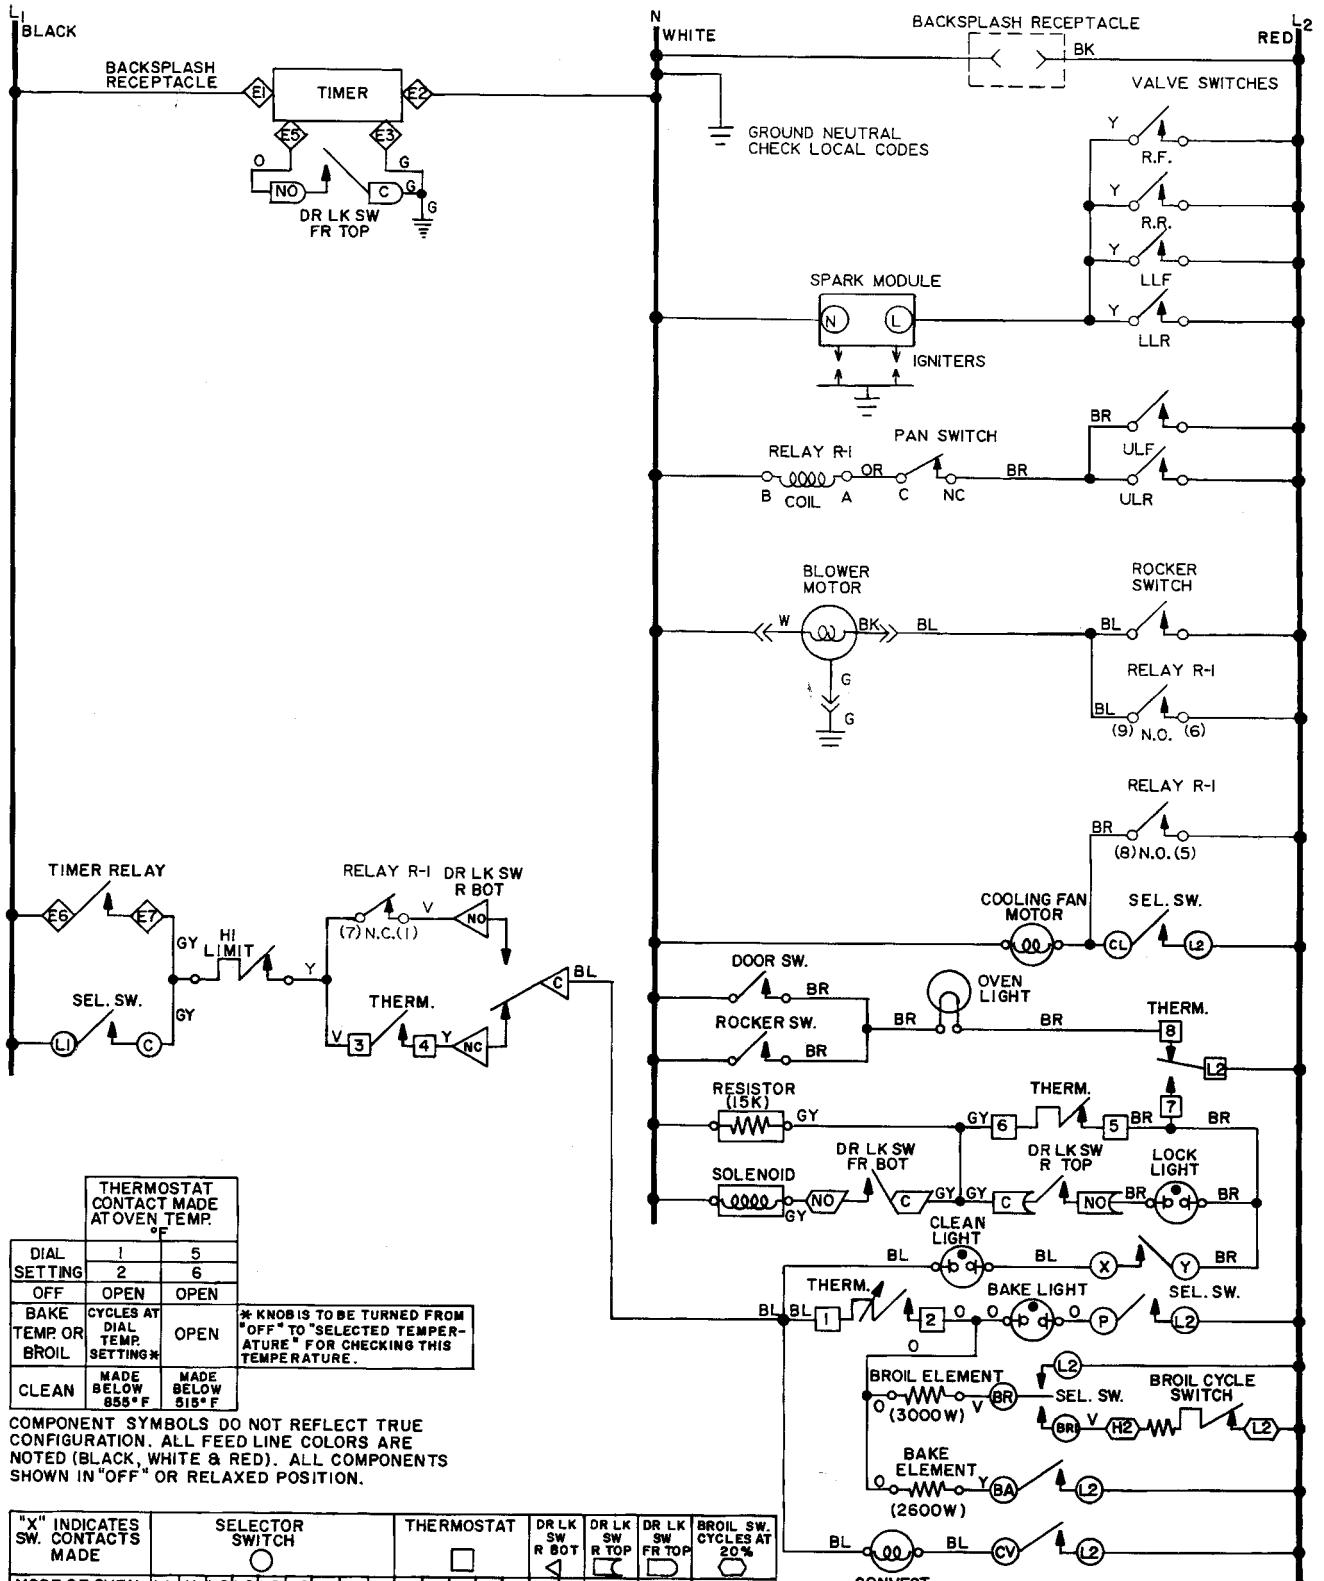 L1
BLACK
N
WHITE
BACKSPLASH RECEPTACLE
BK
RED
L2
BACKSPLASH
RECEPTACLE
E1
TIMER
E2
E5
E3
O
G
NO
C
G
G
DR LK SW
FR TOP
GROUND NEUTRAL
CHECK LOCAL CODES
VALVE SWITCHES
Y
R.F.
Y
R.R.
Y
LLF
Y
LLR
SPARK MODULE
N
L
IGNITERS
RELAY R-1
B
COIL
A
OR
PAN SWITCH
C
NC
BR
BR
ULF
ULR
BLOWER
MOTOR
W
BK
BL
G
G
ROCKER
SWITCH
BL
RELAY R-1
BL
(9) N.O. (6)
RELAY R-1
BR
(8) N.O. (5)
TIMER RELAY
E6
E7
GY
HI
LIMIT
Y
SEL. SW.
L1
C
GY
RELAY R-1
V
(7) N.C. (1)
DR LK SW
R BOT
NO
C
BL
THERM.
V
3
4
Y
NC
COOLING FAN
MOTOR
SEL. SW.
CL
L2
DOOR SW.
BR
ROCKER SW.
BR
BR
OVEN
LIGHT
BR
THERM.
8
L2
7
RESISTOR
(15K)
GY
GY
6
THERM.
5
BR
BR
SOLENOID
GY
NO
DR LK SW
FR BOT
C
GY
GY
C
DR LK SW
R TOP
NO
BR
LOCK
LIGHT
BR
CLEAN
LIGHT
BL
BL
X
Y
BR
BL
BL
THERM.
1
2
O
O
BAKE LIGHT
O
P
SEL. SW.
L2
O
BROIL ELEMENT
O
(3000W)
V
BR
L2
SEL. SW.
BRI
V
H2
BROIL CYCLE
SWITCH
L2
BAKE
ELEMENT
O
(2600W)
Y
BA
L2
BL
BL
CV
L2
THERMOSTAT
CONTACT MADE
AT OVEN TEMP.
°F
DIAL
SETTING
1
2
5
6
OFF
OPEN
OPEN
BAKE
TEMP. OR
BROIL
CYCLES AT
DIAL
TEMP.
SETTING*
OPEN
* KNOB IS TO BE TURNED FROM
"OFF" TO "SELECTED TEMPER-
ATURE" FOR CHECKING THIS
TEMPERATURE.
CLEAN
MADE
BELOW
855°F
MADE
BELOW
515°F
COMPONENT SYMBOLS DO NOT REFLECT TRUE
CONFIGURATION. ALL FEED LINE COLORS ARE
NOTED (BLACK, WHITE & RED). ALL COMPONENTS
SHOWN IN "OFF" OR RELAXED POSITION.
"X" INDICATES
SW. CONTACTS
MADE
SELECTOR
SWITCH
THERMOSTAT
DR LK
SW
R BOT
DR LK
SW
R TOP
DR LK
SW
FR TOP
BROIL SW.
CYCLES AT
20%